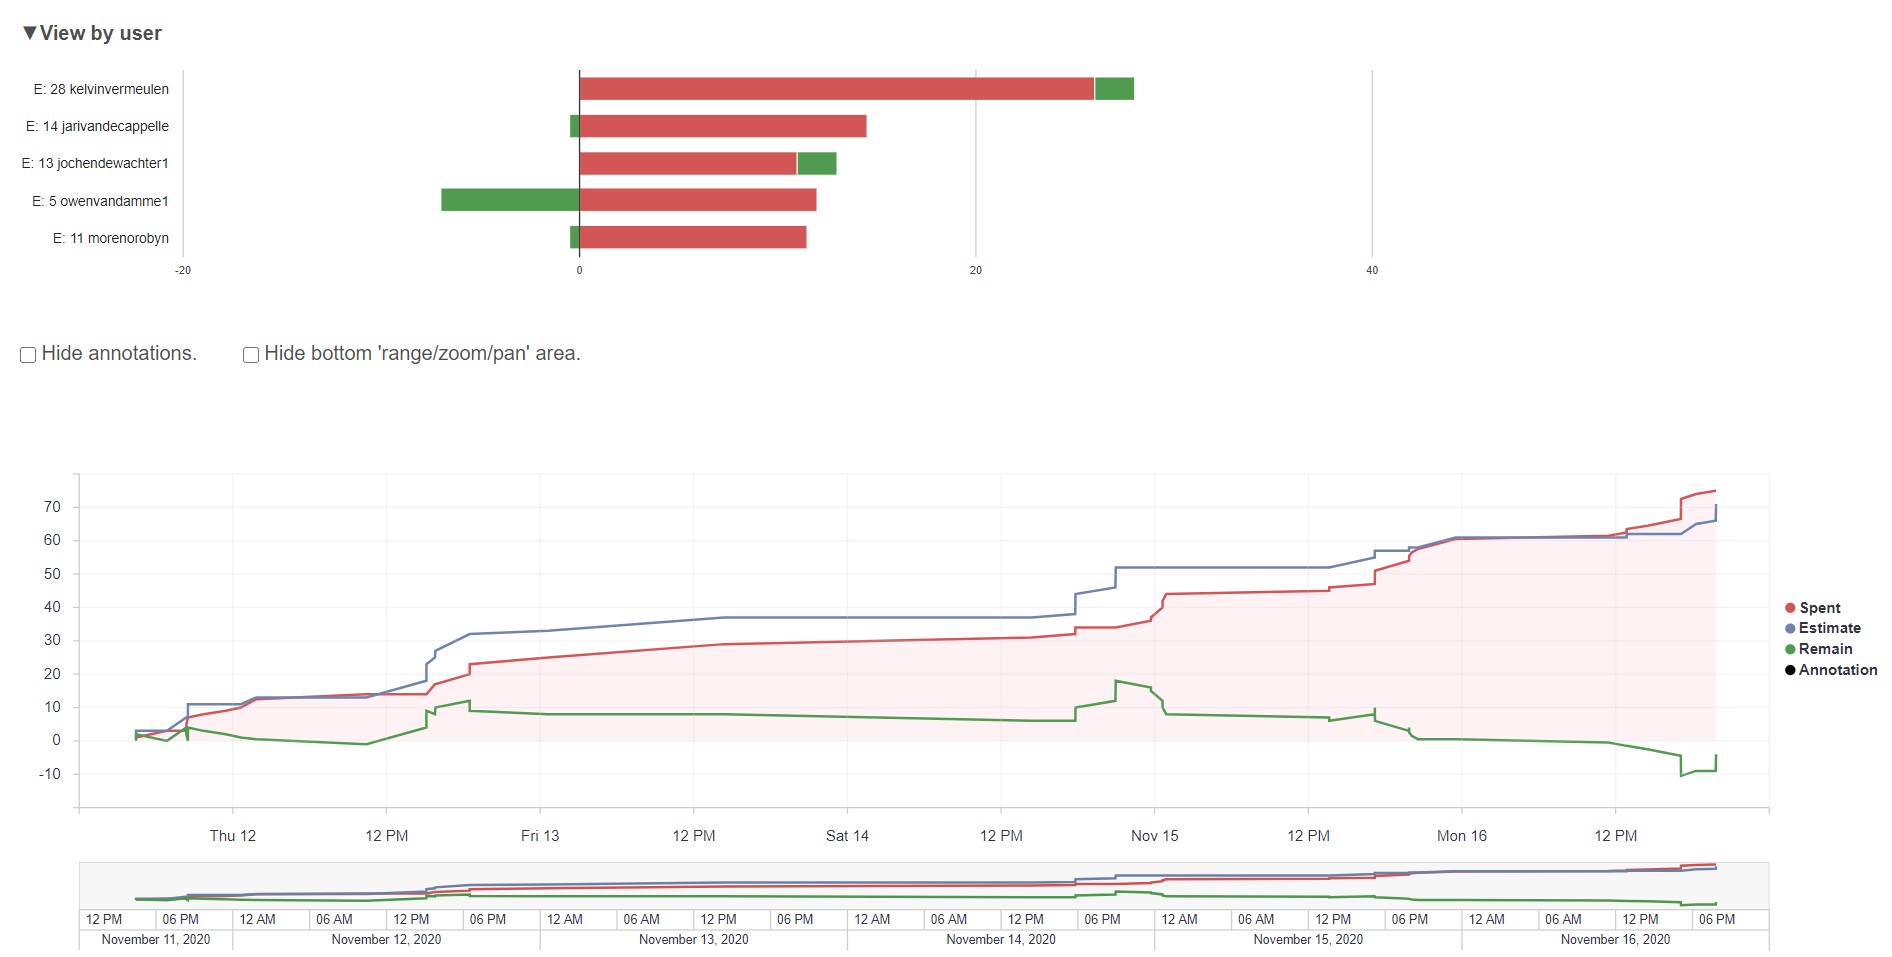 ▼View by user
E: 28 kelvinvermeulen
E: 14 jarivandecappelle
E: 13 jochendewachter1
E: 5 owenvandamme1
E: 11 morenorobyn
-20 0 20 40
Hide annotations. Hide bottom 'range/zoom/pan' area.
70
60
50
40
30
20
10
0
-10
Spent
Estimate
Remain
Annotation
Thu 12 12 PM Fri 13 12 PM Sat 14 12 PM Nov 15 12 PM Mon 16 12 PM
12 PM 06 PM 12 AM 06 AM 12 PM 06 PM 12 AM 06 AM 12 PM 06 PM 12 AM 06 AM 12 PM 06 PM 12 AM 06 AM 12 PM 06 PM 12 AM 06 AM 12 PM 06 PM
November 11, 2020 November 12, 2020 November 13, 2020 November 14, 2020 November 15, 2020 November 16, 2020